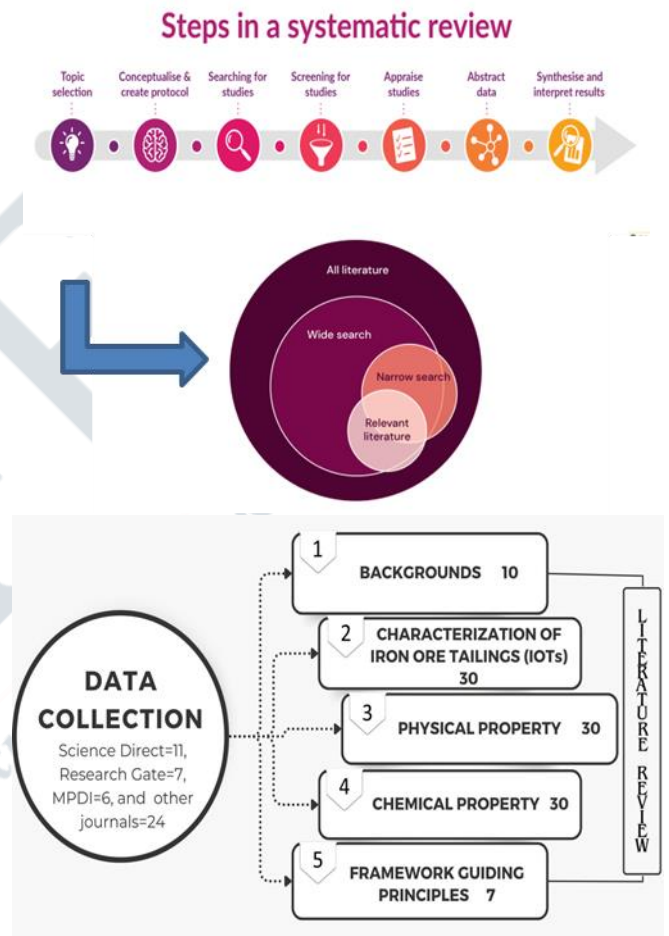 Steps in a systematic review
Topic
selection
Conceptualise &
create protocol
Searching for
studies
Screening for
studies
Appraise
studies
Abstract
data
Synthesise and
interpret results
All literature
Wide search
Narrow search
Relevant
literature
DATA
COLLECTION
Science Direct=11,
Research Gate=7,
MPDI=6, and other
journals=24
1
BACKGROUNDS 10
2
CHARACTERIZATION OF
IRON ORE TAILINGS (IOTs)
30
3
PHYSICAL PROPERTY 30
4
CHEMICAL PROPERTY 30
5
FRAMEWORK GUIDING
PRINCIPLES 7
LITERATURE REVIEW